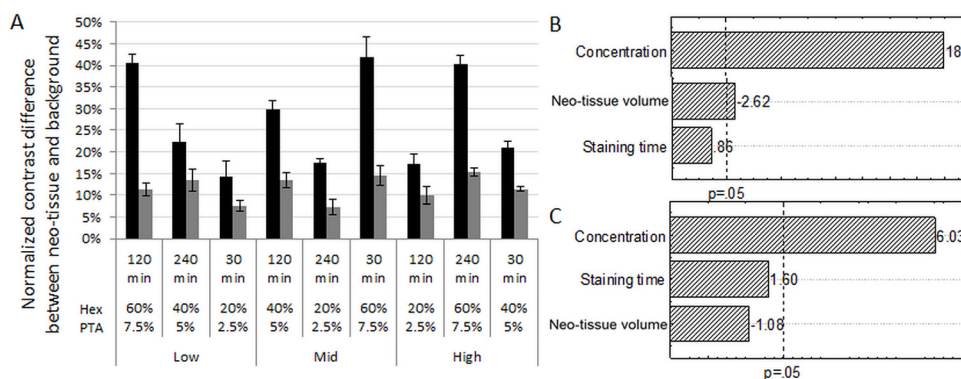 A
Normalized contrast difference
between neo-tissue and background
50%
45%
40%
35%
30%
25%
20%
15%
10%
5%
0%
120 240 30 120 240 30 120 240 30
min min min min min min min min min
Hex 60% 40% 20% 40% 20% 60% 20% 60% 40%
PTA 7.5% 5% 2.5% 5% 2.5% 7.5% 2.5% 7.5% 5%
Low Mid High
B
Concentration 18
Neo-tissue volume -2.62
Staining time .86
p=.05
C
Concentration 6.03
Staining time 1.60
Neo-tissue volume -1.08
p=.05